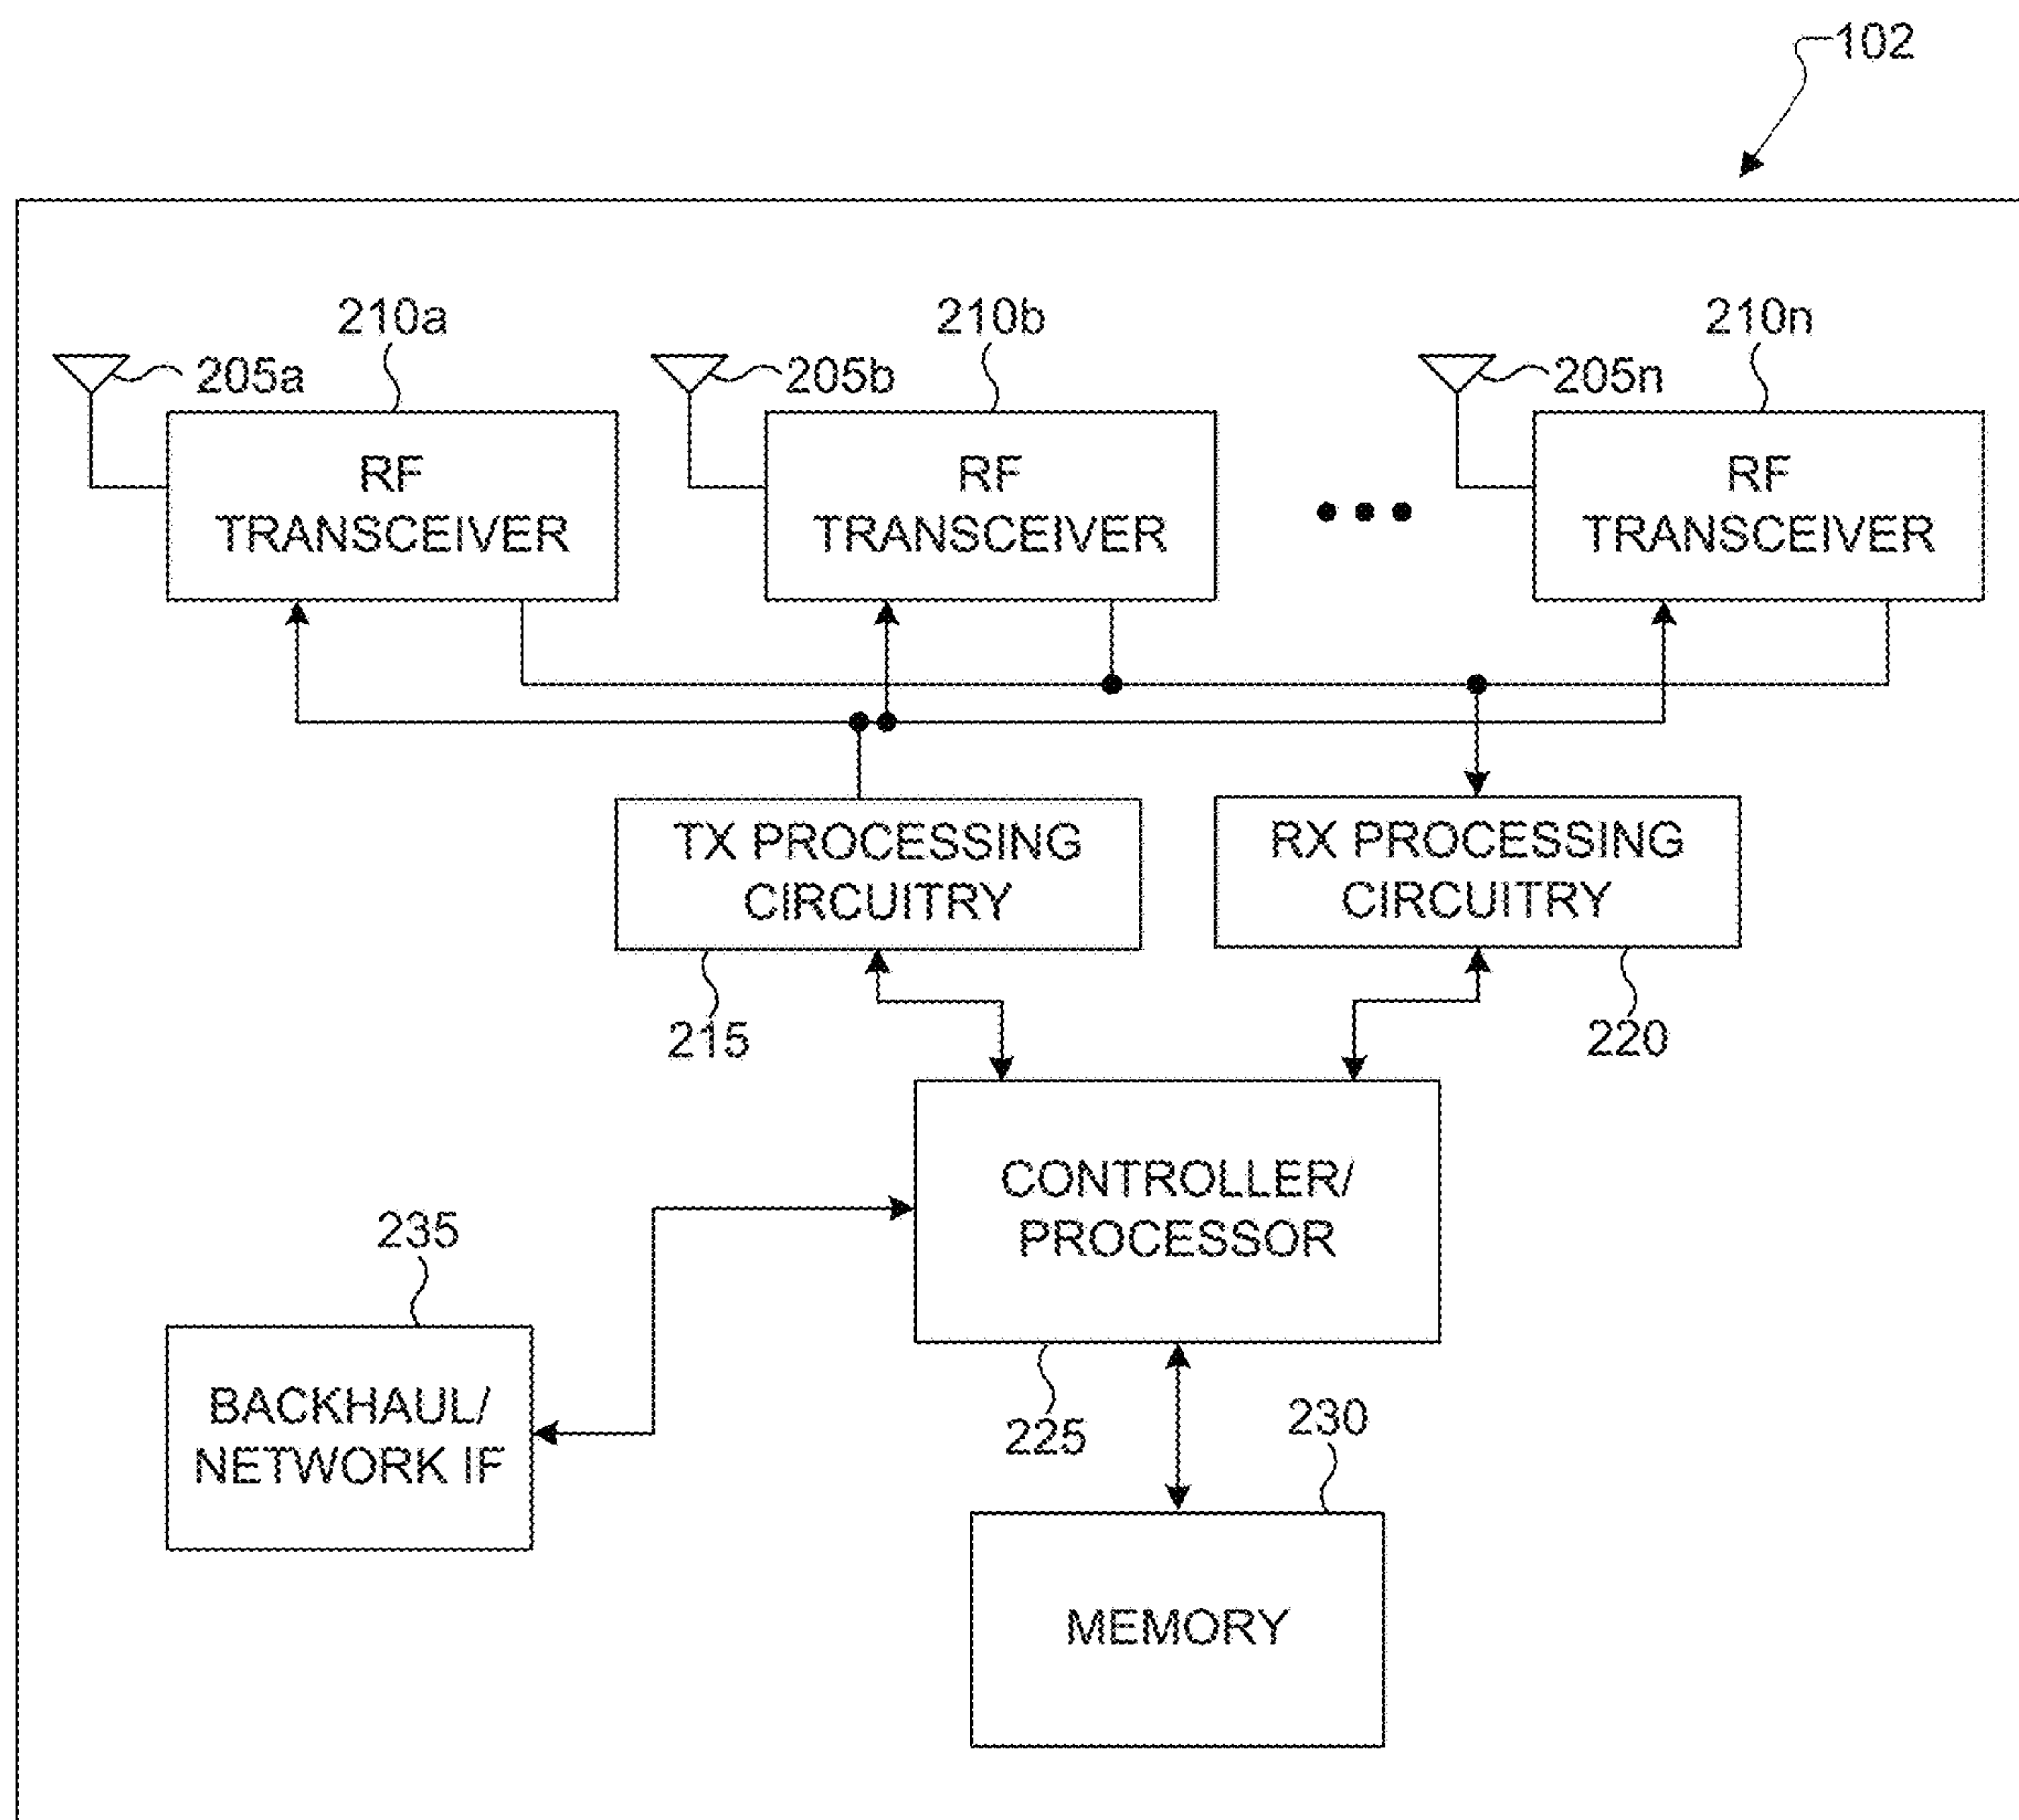 102
210a
210b
210n
205a
205b
205n
RF
TRANSCEIVER
RF
TRANSCEIVER
RF
TRANSCEIVER
TX PROCESSING
CIRCUITRY
RX PROCESSING
CIRCUITRY
215
220
CONTROLLER/
PROCESSOR
235
BACKHAUL/
NETWORK IF
225
230
MEMORY